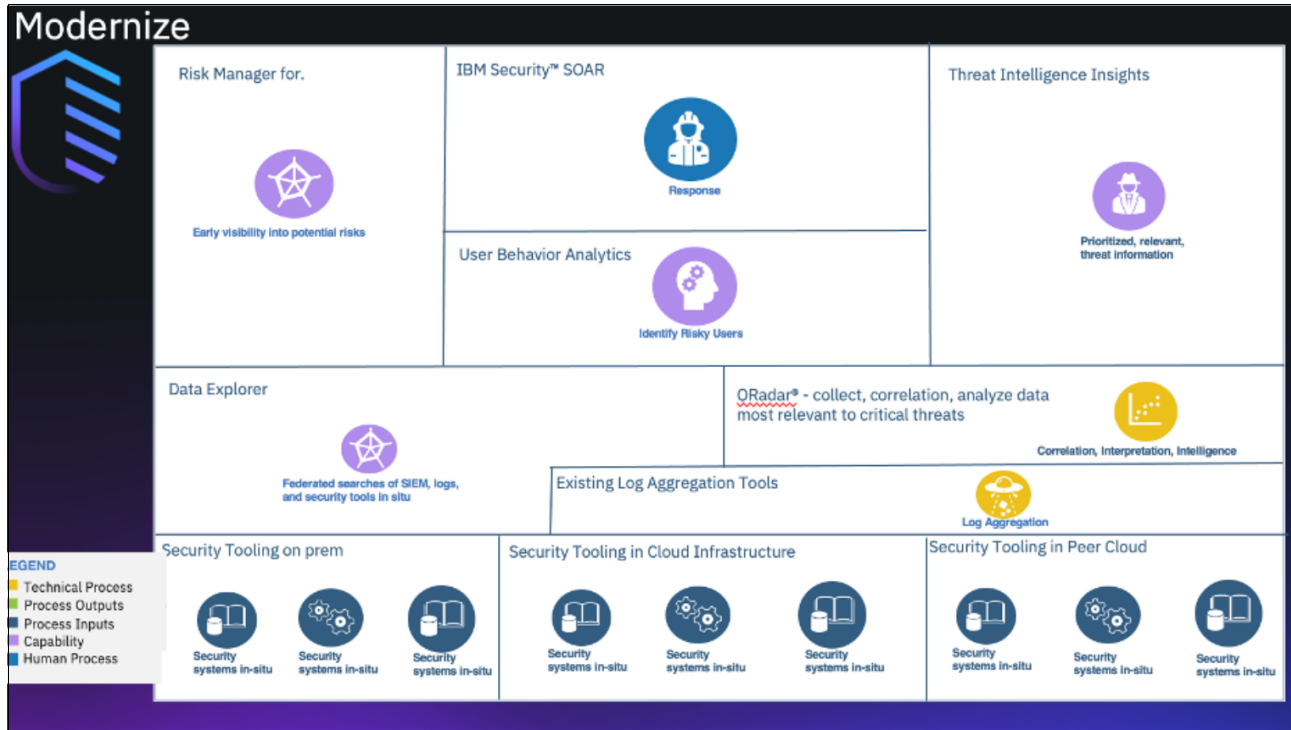 Modernize
Risk Manager for.
Early visibility into potential risks
IBM Security™ SOAR
Response
User Behavior Analytics
Identify Risky Users
Threat Intelligence Insights
Prioritized, relevant,
threat information
Data Explorer
Federated searches of SIEM, logs,
and security tools in situ
QRadar® - collect, correlation, analyze data
most relevant to critical threats
Correlation, Interpretation, Intelligence
Existing Log Aggregation Tools
Log Aggregation
Security Tooling on prem
Security
systems in-situ
Security
systems in-situ
Security
systems in-situ
Security Tooling in Cloud Infrastructure
Security
systems in-situ
Security
systems in-situ
Security
systems in-situ
Security Tooling in Peer Cloud
Security
systems in-situ
Security
systems in-situ
Security
systems in-situ
EGEND
Technical Process
Process Outputs
Process Inputs
Capability
Human Process